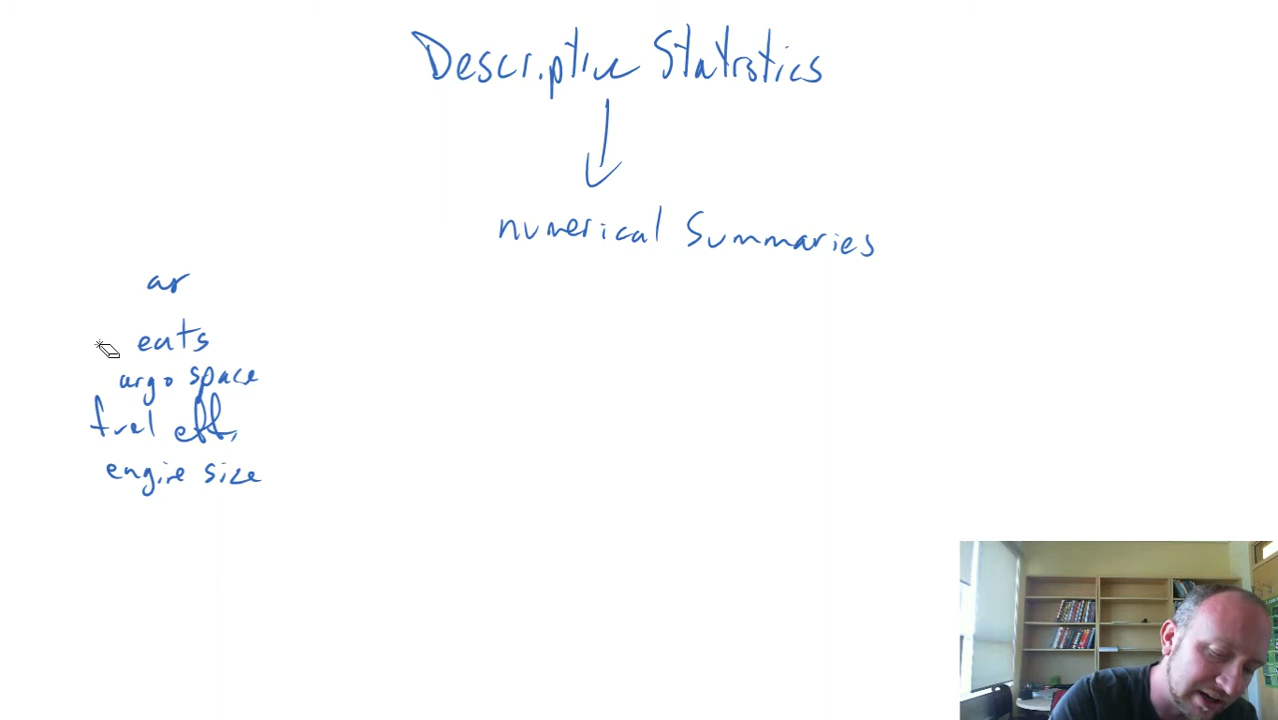 Descriptive Statistics
numerical Summaries
ar
eats
argo space
fuel eff.
engine size